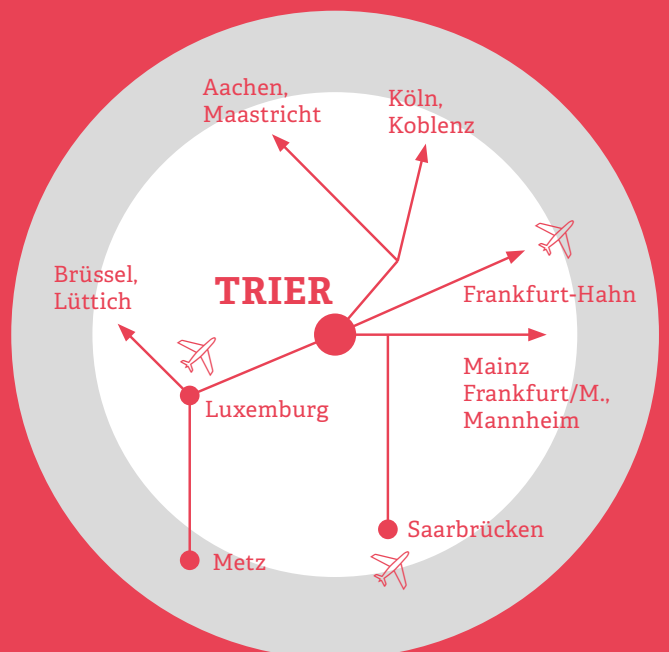 Aachen,
Maastricht
Köln,
Koblenz
Brüssel,
Lüttich
TRIER
Frankfurt-Hahn
Mainz
Frankfurt/M.,
Mannheim
Luxemburg
Saarbrücken
Metz